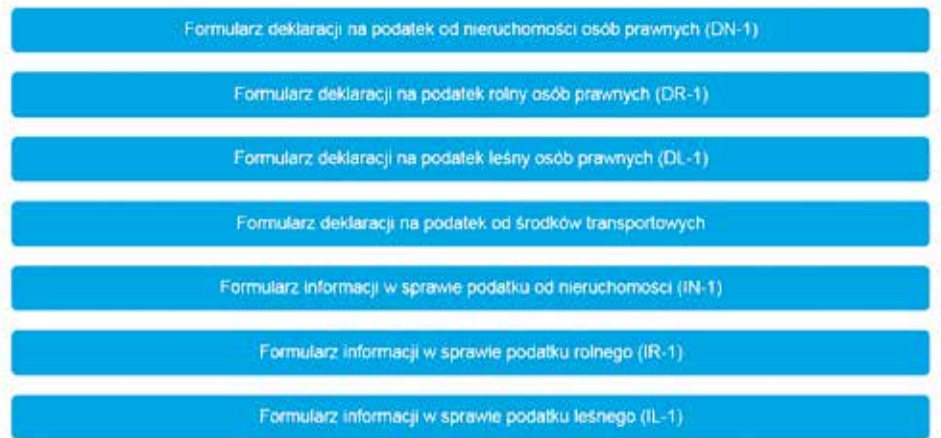 Formularz deklaracji na podatek od nieruchomości osób prawnych (DN-1)
Formularz deklaracji na podatek rolny osób prawnych (DR-1)
Formularz deklaracji na podatek leśny osób prawnych (DL-1)
Formularz deklaracji na podatek od środków transportowych
Formularz informacji w sprawie podatku od nieruchomości (IN-1)
Formularz informacji w sprawie podatku rolnego (IR-1)
Formularz informacji w sprawie podatku leśnego (IL-1)